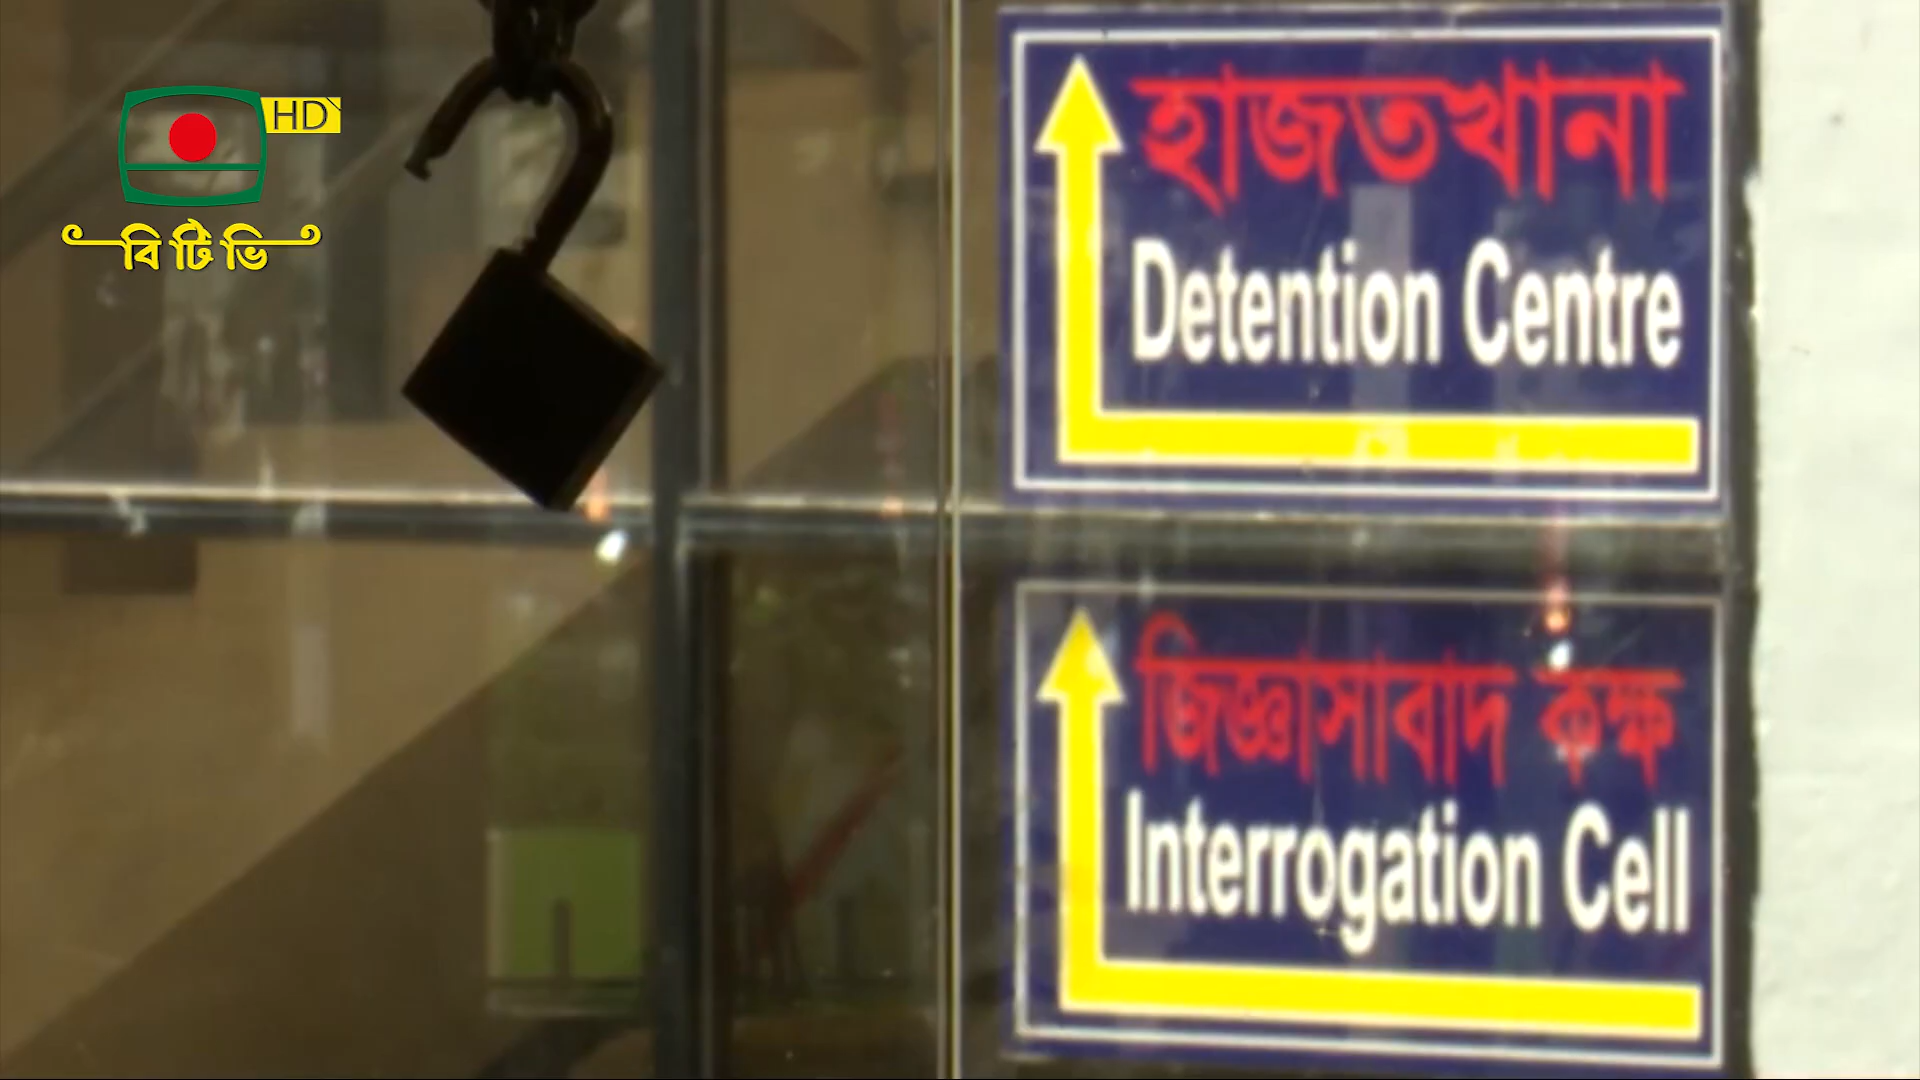 HD
বিটিভি
হাজতখানা
Detention Centre
জিজ্ঞাসাবাদ কক্ষ
Interrogation Cell